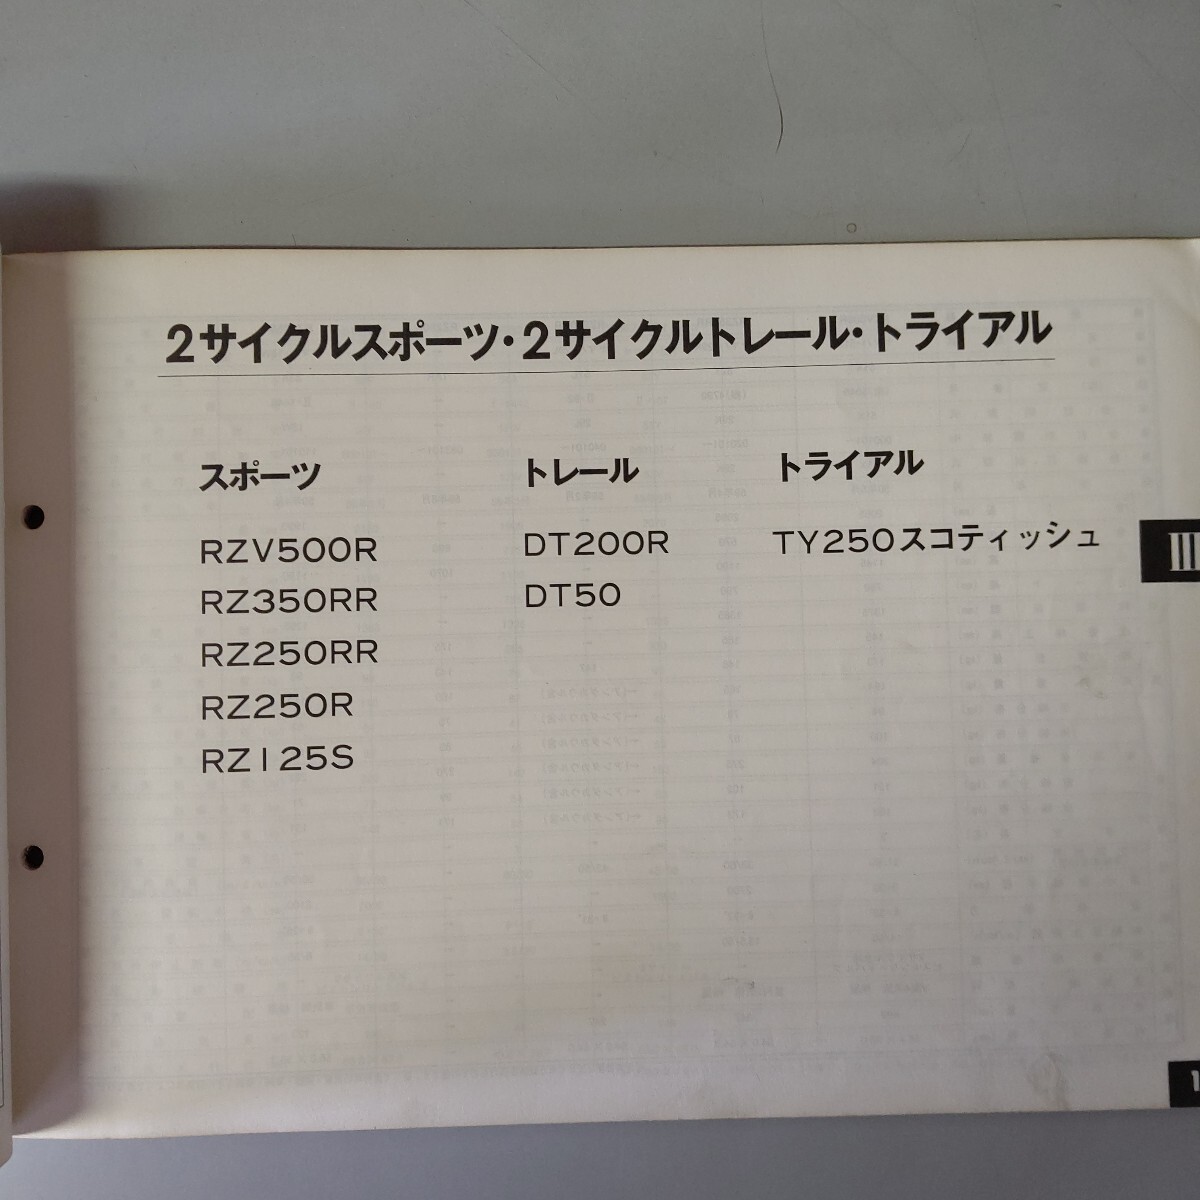 2サイクルスポーツ・2サイクルトレール・トライアル
スポーツ
RZV500R
RZ350RR
RZ250RR
RZ250R
RZ125S
トレール
DT200R
DT50
トライアル
TY250スコティッシュ
III
1